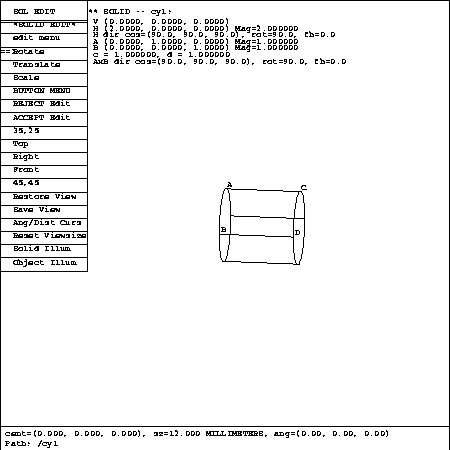 SOL EDIT
*SOLID EDIT*
edit menu
==Rotate
Translate
Scale
BUTTON MENU
REJECT Edit
ACCEPT Edit
35,25
Top
Right
Front
45,45
Restore View
Save View
Ang/Dist Curs
Reset Viewsize
Solid Illum
Object Illum
** SOLID -- cyl:
V (0.0000, 0.0000, 0.0000)
H (2.0000, 0.0000, 0.0000) Mag=2.000000
H dir cos=(90.0, 90.0, 90.0), rot=90.0, fb=0.0
A (0.0000, 1.0000, 0.0000) Mag=1.000000
B (0.0000, 0.0000, 1.0000) Mag=1.000000
c = 1.000000, d = 1.000000
AxB dir cos=(90.0, 90.0, 90.0), rot=90.0, fb=0.0
A
C
B
D
cent=(0.000, 0.000, 0.000), sz=12.000 MILLIMETERS, ang=(0.00, 0.00, 0.00)
Path: /cyl